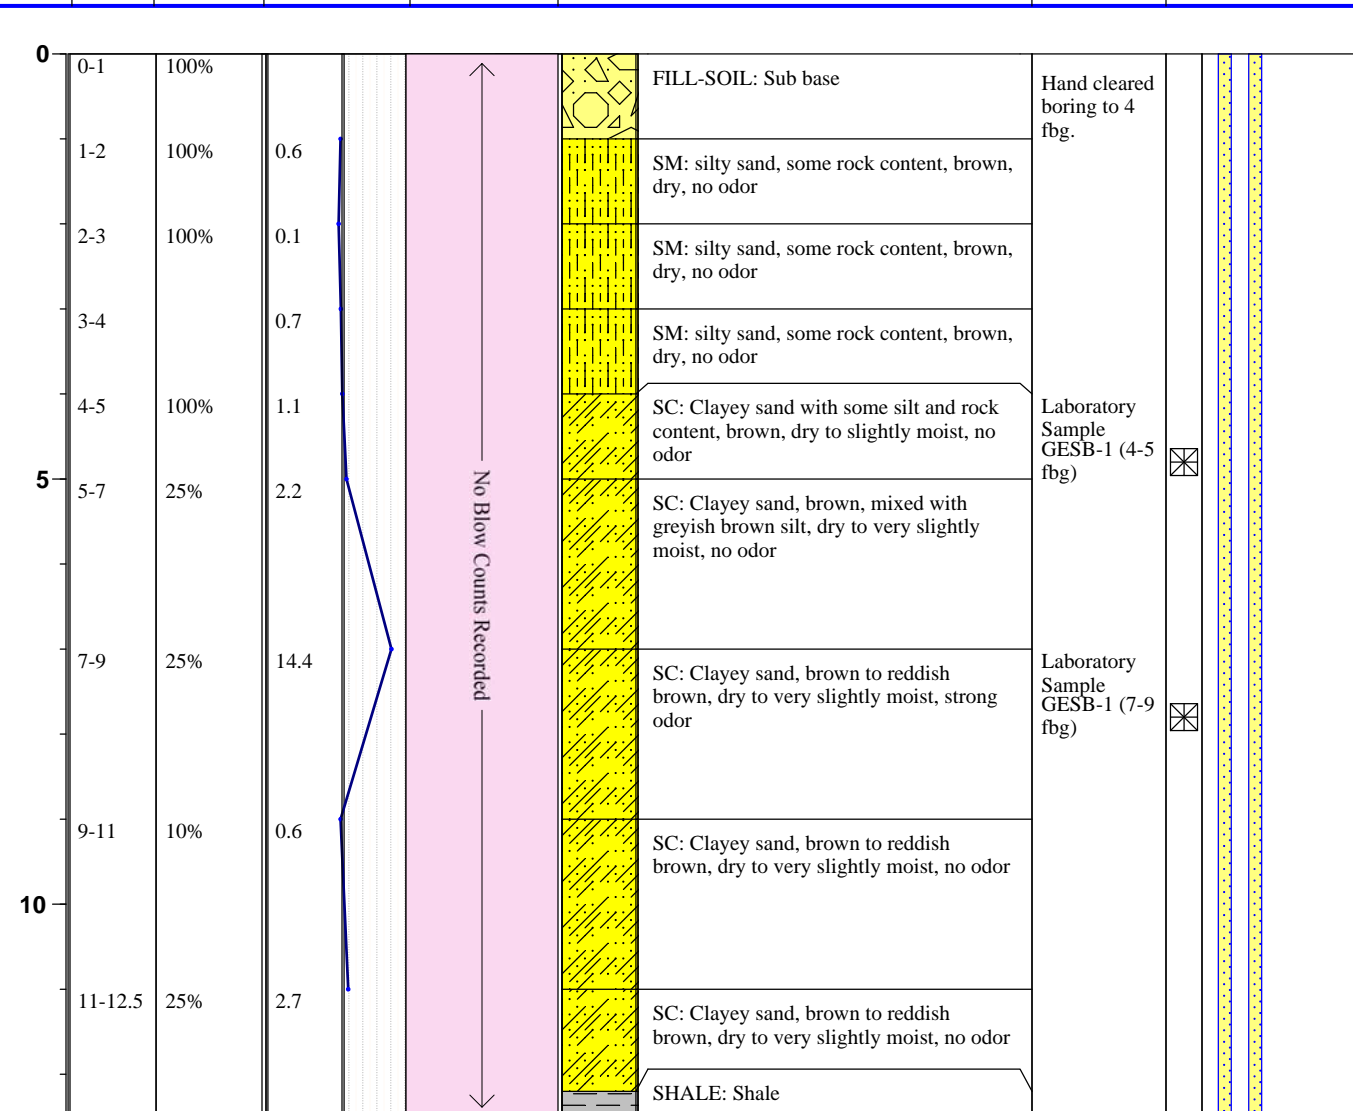 0
0-1
100%
FILL-SOIL: Sub base
Hand cleared
boring to 4
fbg.
1-2
100%
0.6
SM: silty sand, some rock content, brown,
dry, no odor
2-3
100%
0.1
SM: silty sand, some rock content, brown,
dry, no odor
3-4
0.7
SM: silty sand, some rock content, brown,
dry, no odor
4-5
100%
1.1
SC: Clayey sand with some silt and rock
content, brown, dry to slightly moist, no
odor
Laboratory
Sample
GESB-1 (4-5
fbg)
5
5-7
25%
2.2
No Blow Counts Recorded
SC: Clayey sand, brown, mixed with
greyish brown silt, dry to very slightly
moist, no odor
7-9
25%
14.4
SC: Clayey sand, brown to reddish
brown, dry to very slightly moist, strong
odor
Laboratory
Sample
GESB-1 (7-9
fbg)
9-11
10%
0.6
SC: Clayey sand, brown to reddish
brown, dry to very slightly moist, no odor
10
11-12.5
25%
2.7
SC: Clayey sand, brown to reddish
brown, dry to very slightly moist, no odor
SHALE: Shale